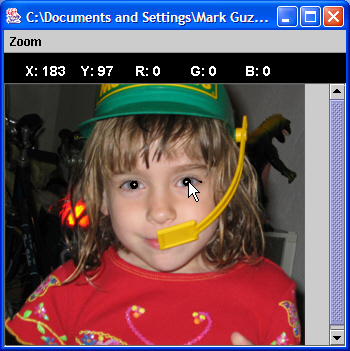 C:\Documents and Settings\Mark Guz...
Zoom
X: 183 Y: 97 R: 0 G: 0 B: 0